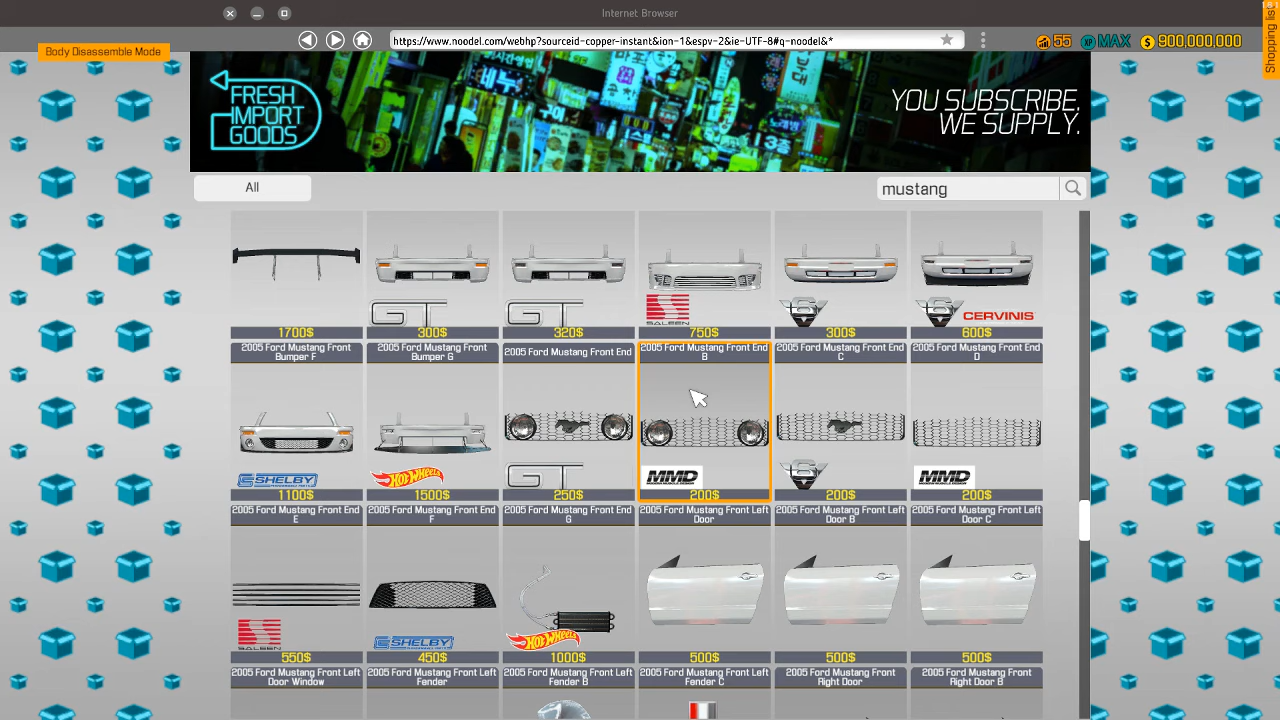 Internet Browser
Body Disassemble Mode
https://www.noodel.com/webhp?sourceid-copper-instant&ion-1&espv-2&ie-UTF-8#q-noodel&*
55
XP
MAX
$
900,000,000
Shopping list
FRESH
IMPORT
GOODS
YOU SUBSCRIBE.
WE SUPPLY.
All
mustang
GT
GT
SALEEN
V6
V6 CERVINIS
1700$
300$
320$
750$
300$
600$
2005 Ford Mustang Front
Bumper F
2005 Ford Mustang Front
Bumper G
2005 Ford Mustang Front End
2005 Ford Mustang Front End
B
2005 Ford Mustang Front End
C
2005 Ford Mustang Front End
D
SHELBY
HOT WHEELS
GT
MMD
V6
MMD
1100$
1500$
250$
200$
200$
200$
2005 Ford Mustang Front End
E
2005 Ford Mustang Front End
F
2005 Ford Mustang Front End
G
2005 Ford Mustang Front Left
Door
2005 Ford Mustang Front Left
Door B
2005 Ford Mustang Front Left
Door C
SALEEN
SHELBY
HOT WHEELS
550$
450$
1000$
500$
500$
500$
2005 Ford Mustang Front Left
Door Window
2005 Ford Mustang Front Left
Fender
2005 Ford Mustang Front Left
Fender B
2005 Ford Mustang Front Left
Fender C
2005 Ford Mustang Front
Right Door
2005 Ford Mustang Front
Right Door B